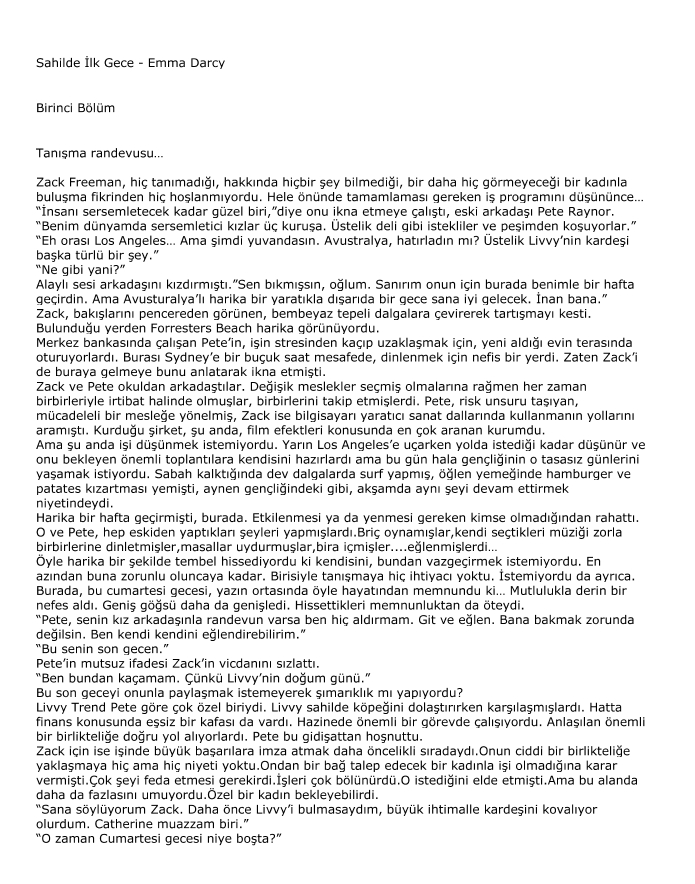 Sahilde İlk Gece - Emma Darcy
Birinci Bölüm
Tanışma randevusu…
Zack Freeman, hiç tanımadığı, hakkında hiçbir şey bilmediği, bir daha hiç görmeyeceği bir kadınla
buluşma fikrinden hiç hoşlanmıyordu. Hele önünde tamamlaması gereken iş programını düşününce…
“İnsanı sersemletecek kadar güzel biri,”diye onu ikna etmeye çalıştı, eski arkadaşı Pete Raynor.
“Benim dünyamda sersemletici kızlar üç kuruşa. Üstelik deli gibi istekliler ve peşimden koşuyorlar.”
“Eh orası Los Angeles… Ama şimdi yuvandasın. Avustralya, hatırladın mı? Üstelik Livvy’nin kardeşi
başka türlü bir şey.”
“Ne gibi yani?”
Alaylı sesi arkadaşını kızdırmıştı.”Sen bıkmışsın, oğlum. Sanırım onun için burada benimle bir hafta
geçirdin. Ama Avusturalya’lı harika bir yaratıkla dışarıda bir gece sana iyi gelecek. İnan bana.”
Zack, bakışlarını pencereden görünen, bembeyaz tepeli dalgalara çevirerek tartışmayı kesti.
Bulunduğu yerden Forresters Beach harika görünüyordu.
Merkez bankasında çalışan Pete’in, işin stresinden kaçıp uzaklaşmak için, yeni aldığı evin terasında
oturuyorlardı. Burası Sydney’e bir buçuk saat mesafede, dinlenmek için nefis bir yerdi. Zaten Zack’i
de buraya gelmeye bunu anlatarak ikna etmişti.
Zack ve Pete okuldan arkadaştılar. Değişik meslekler seçmiş olmalarına rağmen her zaman
birbirleriyle irtibat halinde olmuşlar, birbirlerini takip etmişlerdi. Pete, risk unsuru taşıyan,
mücadeleli bir mesleğe yönelmiş, Zack ise bilgisayarı yaratıcı sanat dallarında kullanmanın yollarını
aramıştı. Kurduğu şirket, şu anda, film efektleri konusunda en çok aranan kurumdu.
Ama şu anda işi düşünmek istemiyordu. Yarın Los Angeles’e uçarken yolda istediği kadar düşünür ve
onu bekleyen önemli toplantılara kendisini hazırlardı ama bu gün hala gençliğinin o tasasız günlerini
yaşamak istiyordu. Sabah kalktığında dev dalgalarda surf yapmış, öğlen yemeğinde hamburger ve
patates kızartması yemişti, aynen gençliğindeki gibi, akşamda aynı şeyi devam ettirmek
niyetindeydi.
Harika bir hafta geçirmişti, burada. Etkilenmesi ya da yenmesi gereken kimse olmadığından rahattı.
O ve Pete, hep eskiden yaptıkları şeyleri yapmışlardı.Briç oynamışlar,kendi seçtikleri müziği zorla
birbirlerine dinletmişler,masallar uydurmuşlar,bira içmişler....eğlenmişlerdi…
Öyle harika bir şekilde tembel hissediyordu ki kendisini, bundan vazgeçirmek istemiyordu. En
azından buna zorunlu oluncaya kadar. Birisiyle tanışmaya hiç ihtiyacı yoktu. İstemiyordu da ayrıca.
Burada, bu cumartesi gecesi, yazın ortasında öyle hayatından memnundu ki… Mutlulukla derin bir
nefes aldı. Geniş göğsü daha da genişledi. Hissettikleri memnunluktan da öteydi.
“Pete, senin kız arkadaşınla randevun varsa ben hiç aldırmam. Git ve eğlen. Bana bakmak zorunda
değilsin. Ben kendi kendini eğlendirebilirim.”
“Bu senin son gecen.”
Pete’in mutsuz ifadesi Zack’in vicdanını sızlattı.
“Ben bundan kaçamam. Çünkü Livvy’nin doğum günü.”
Bu son geceyi onunla paylaşmak istemeyerek şımarıklık mı yapıyordu?
Livvy Trend Pete göre çok özel biriydi. Livvy sahilde köpeğini dolaştırırken karşılaşmışlardı. Hatta
finans konusunda eşsiz bir kafası da vardı. Hazinede önemli bir görevde çalışıyordu. Anlaşılan önemli
bir birlikteliğe doğru yol alıyorlardı. Pete bu gidişattan hoşnuttu.
Zack için ise işinde büyük başarılara imza atmak daha öncelikli sıradaydı.Onun ciddi bir birlikteliğe
yaklaşmaya hiç ama hiç niyeti yoktu.Ondan bir bağ talep edecek bir kadınla işi olmadığına karar
vermişti.Çok şeyi feda etmesi gerekirdi.İşleri çok bölünürdü.O istediğini elde etmişti.Ama bu alanda
daha da fazlasını umuyordu.Özel bir kadın bekleyebilirdi.
“Sana söylüyorum Zack. Daha önce Livvy’i bulmasaydım, büyük ihtimalle kardeşini kovalıyor
olurdum. Catherine muazzam biri.”
“O zaman Cumartesi gecesi niye boşta?”